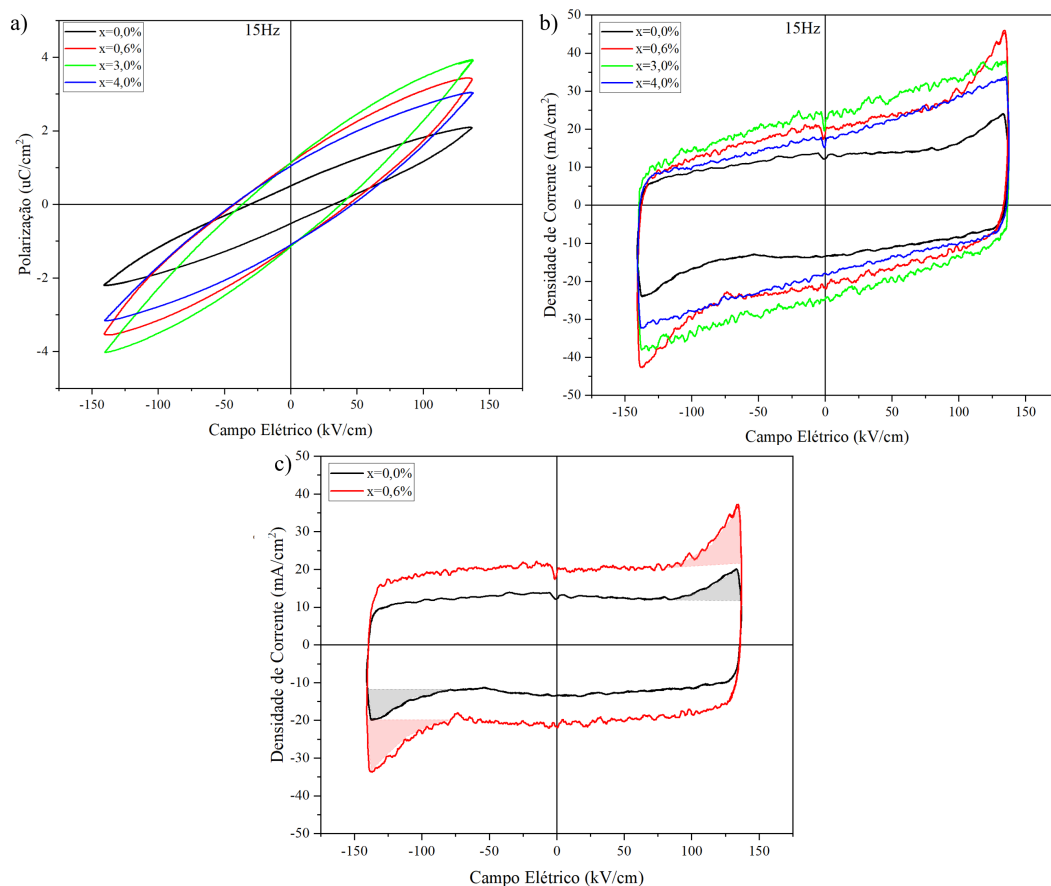 a)
15Hz
x=0,0%
x=0,6%
x=3,0%
x=4,0%
Polarização (uC/cm²)
4
2
0
-2
-4
-150 -100 -50 0 50 100 150
Campo Elétrico (kV/cm)
b)
15Hz
x=0,0%
x=0,6%
x=3,0%
x=4,0%
Densidade de Corrente (mA/cm²)
50
40
30
20
10
0
-10
-20
-30
-40
-50
-150 -100 -50 0 50 100 150
Campo Elétrico (kV/cm)
c)
x=0,0%
x=0,6%
Densidade de Corrente (mA/cm²)
50
40
30
20
10
0
-10
-20
-30
-40
-50
-150 -100 -50 0 50 100 150
Campo Elétrico (kV/cm)